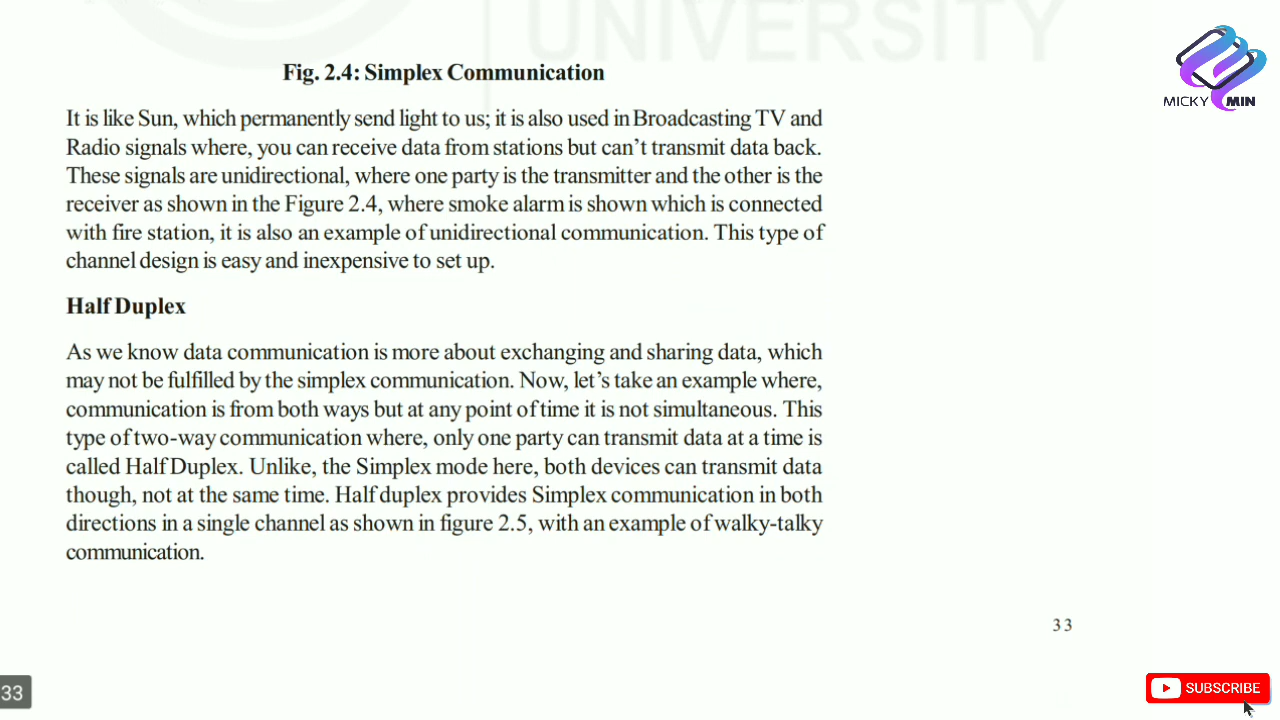 UNIVERSITY
MICKY MIN
Fig. 2.4: Simplex Communication
It is like Sun, which permanently send light to us; it is also used in Broadcasting TV and
Radio signals where, you can receive data from stations but can't transmit data back.
These signals are unidirectional, where one party is the transmitter and the other is the
receiver as shown in the Figure 2.4, where smoke alarm is shown which is connected
with fire station, it is also an example of unidirectional communication. This type of
channel design is easy and inexpensive to set up.
Half Duplex
As we know data communication is more about exchanging and sharing data, which
may not be fulfilled by the simplex communication. Now, let's take an example where,
communication is from both ways but at any point of time it is not simultaneous. This
type of two-way communication where, only one party can transmit data at a time is
called Half Duplex. Unlike, the Simplex mode here, both devices can transmit data
though, not at the same time. Half duplex provides Simplex communication in both
directions in a single channel as shown in figure 2.5, with an example of walky-talky
communication.
33
33
SUBSCRIBE